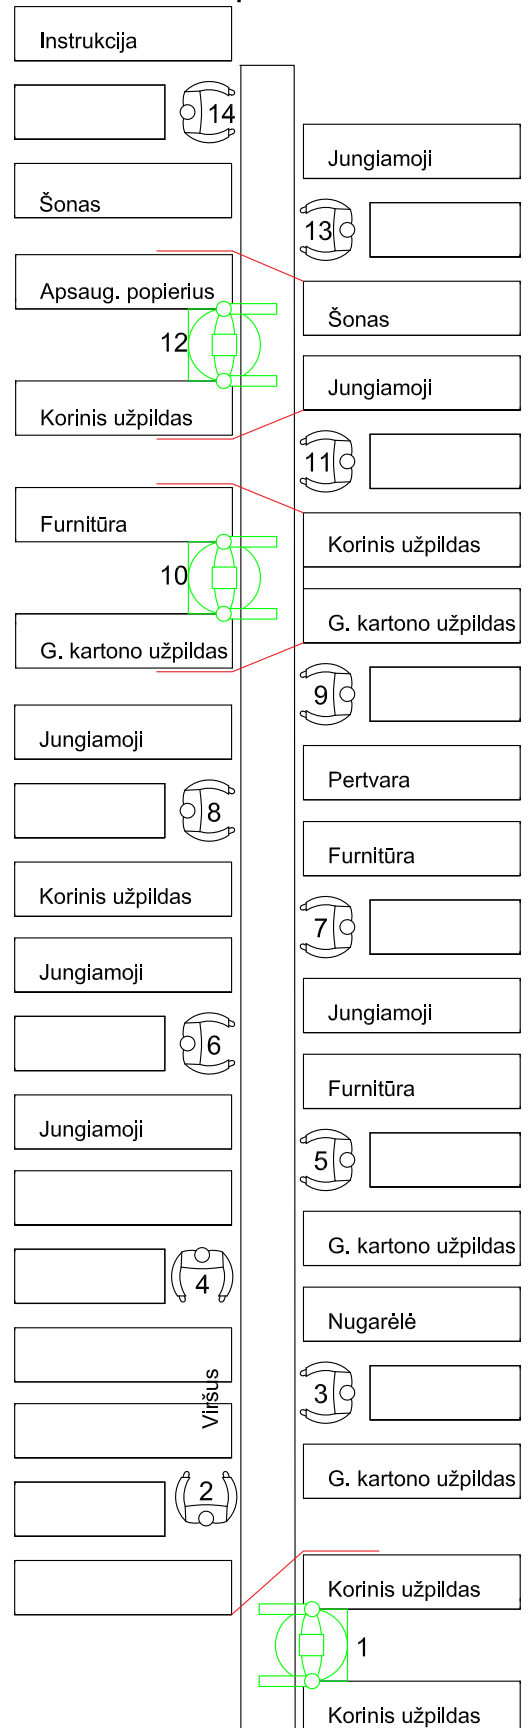 Instrukcija
14
Jungiamoji
Šonas
13
Apsaug. popierius
Šonas
12
Jungiamoji
Korinis užpildas
11
Furnitūra
Korinis užpildas
10
G. kartono užpildas
G. kartono užpildas
9
Jungiamoji
Pertvara
8
Furnitūra
Korinis užpildas
7
Jungiamoji
Jungiamoji
6
Furnitūra
Jungiamoji
5
G. kartono užpildas
4
Nugarėlė
Viršus
3
G. kartono užpildas
2
Korinis užpildas
1
Korinis užpildas